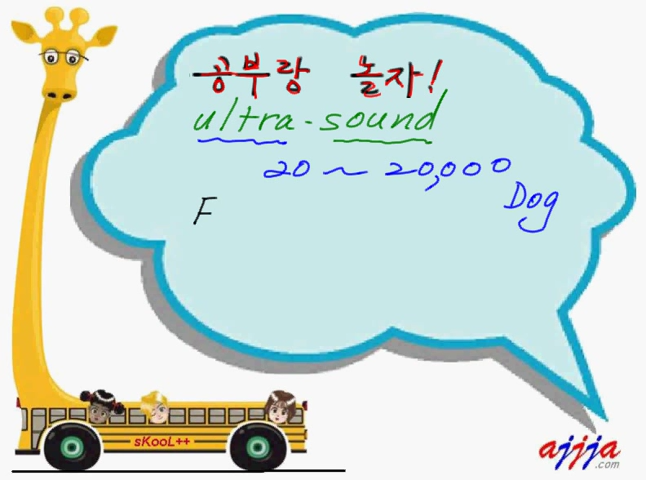 공부랑 놀자!
ultra-sound
20 ~ 20,000
Dog
F
sKooL++
ajjja
.com